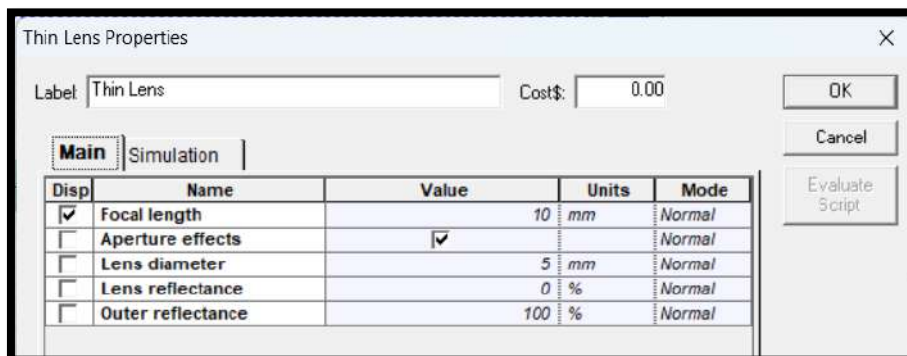 Thin Lens Properties
Label: Thin Lens Cost$: 0.00 OK
Cancel
Main Simulation
Evaluate
Script
Disp Name Value Units Mode
Focal length 10 mm Normal
Aperture effects Normal
Lens diameter 5 mm Normal
Lens reflectance 0 % Normal
Outer reflectance 100 % Normal